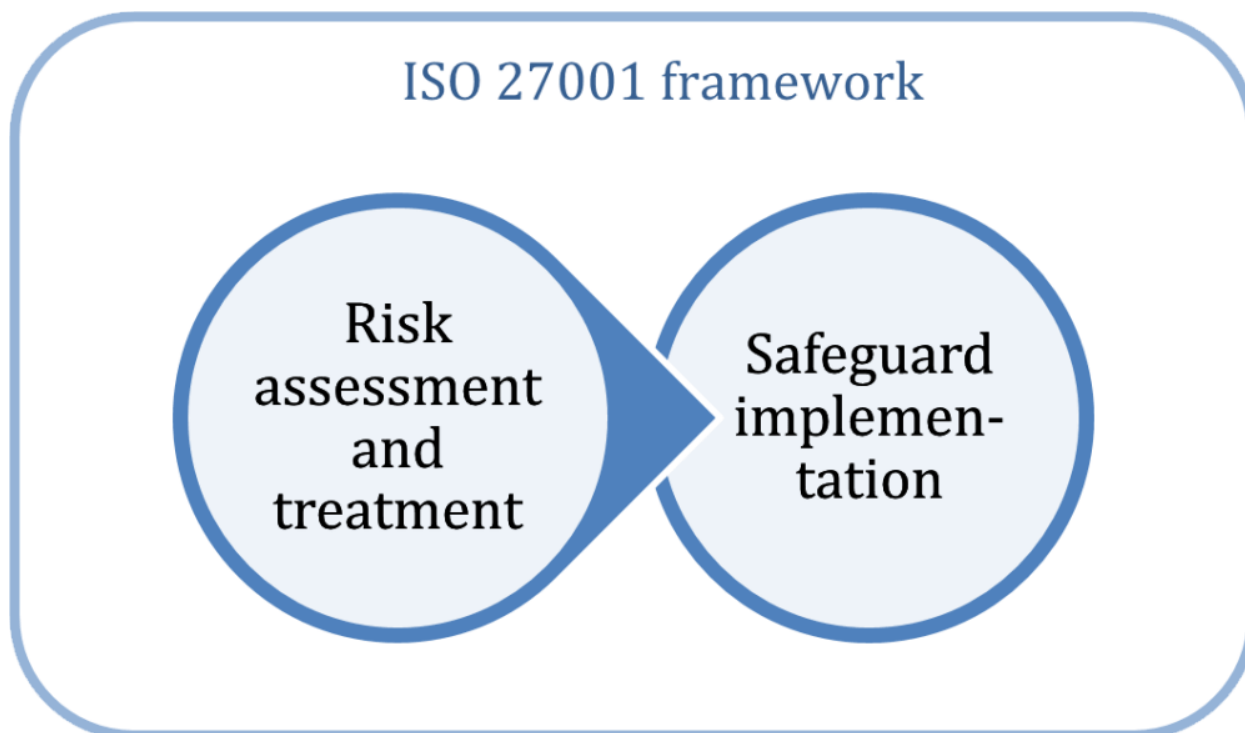 ISO 27001 framework
Risk
assessment
and
treatment
Safeguard
implemen-
tation